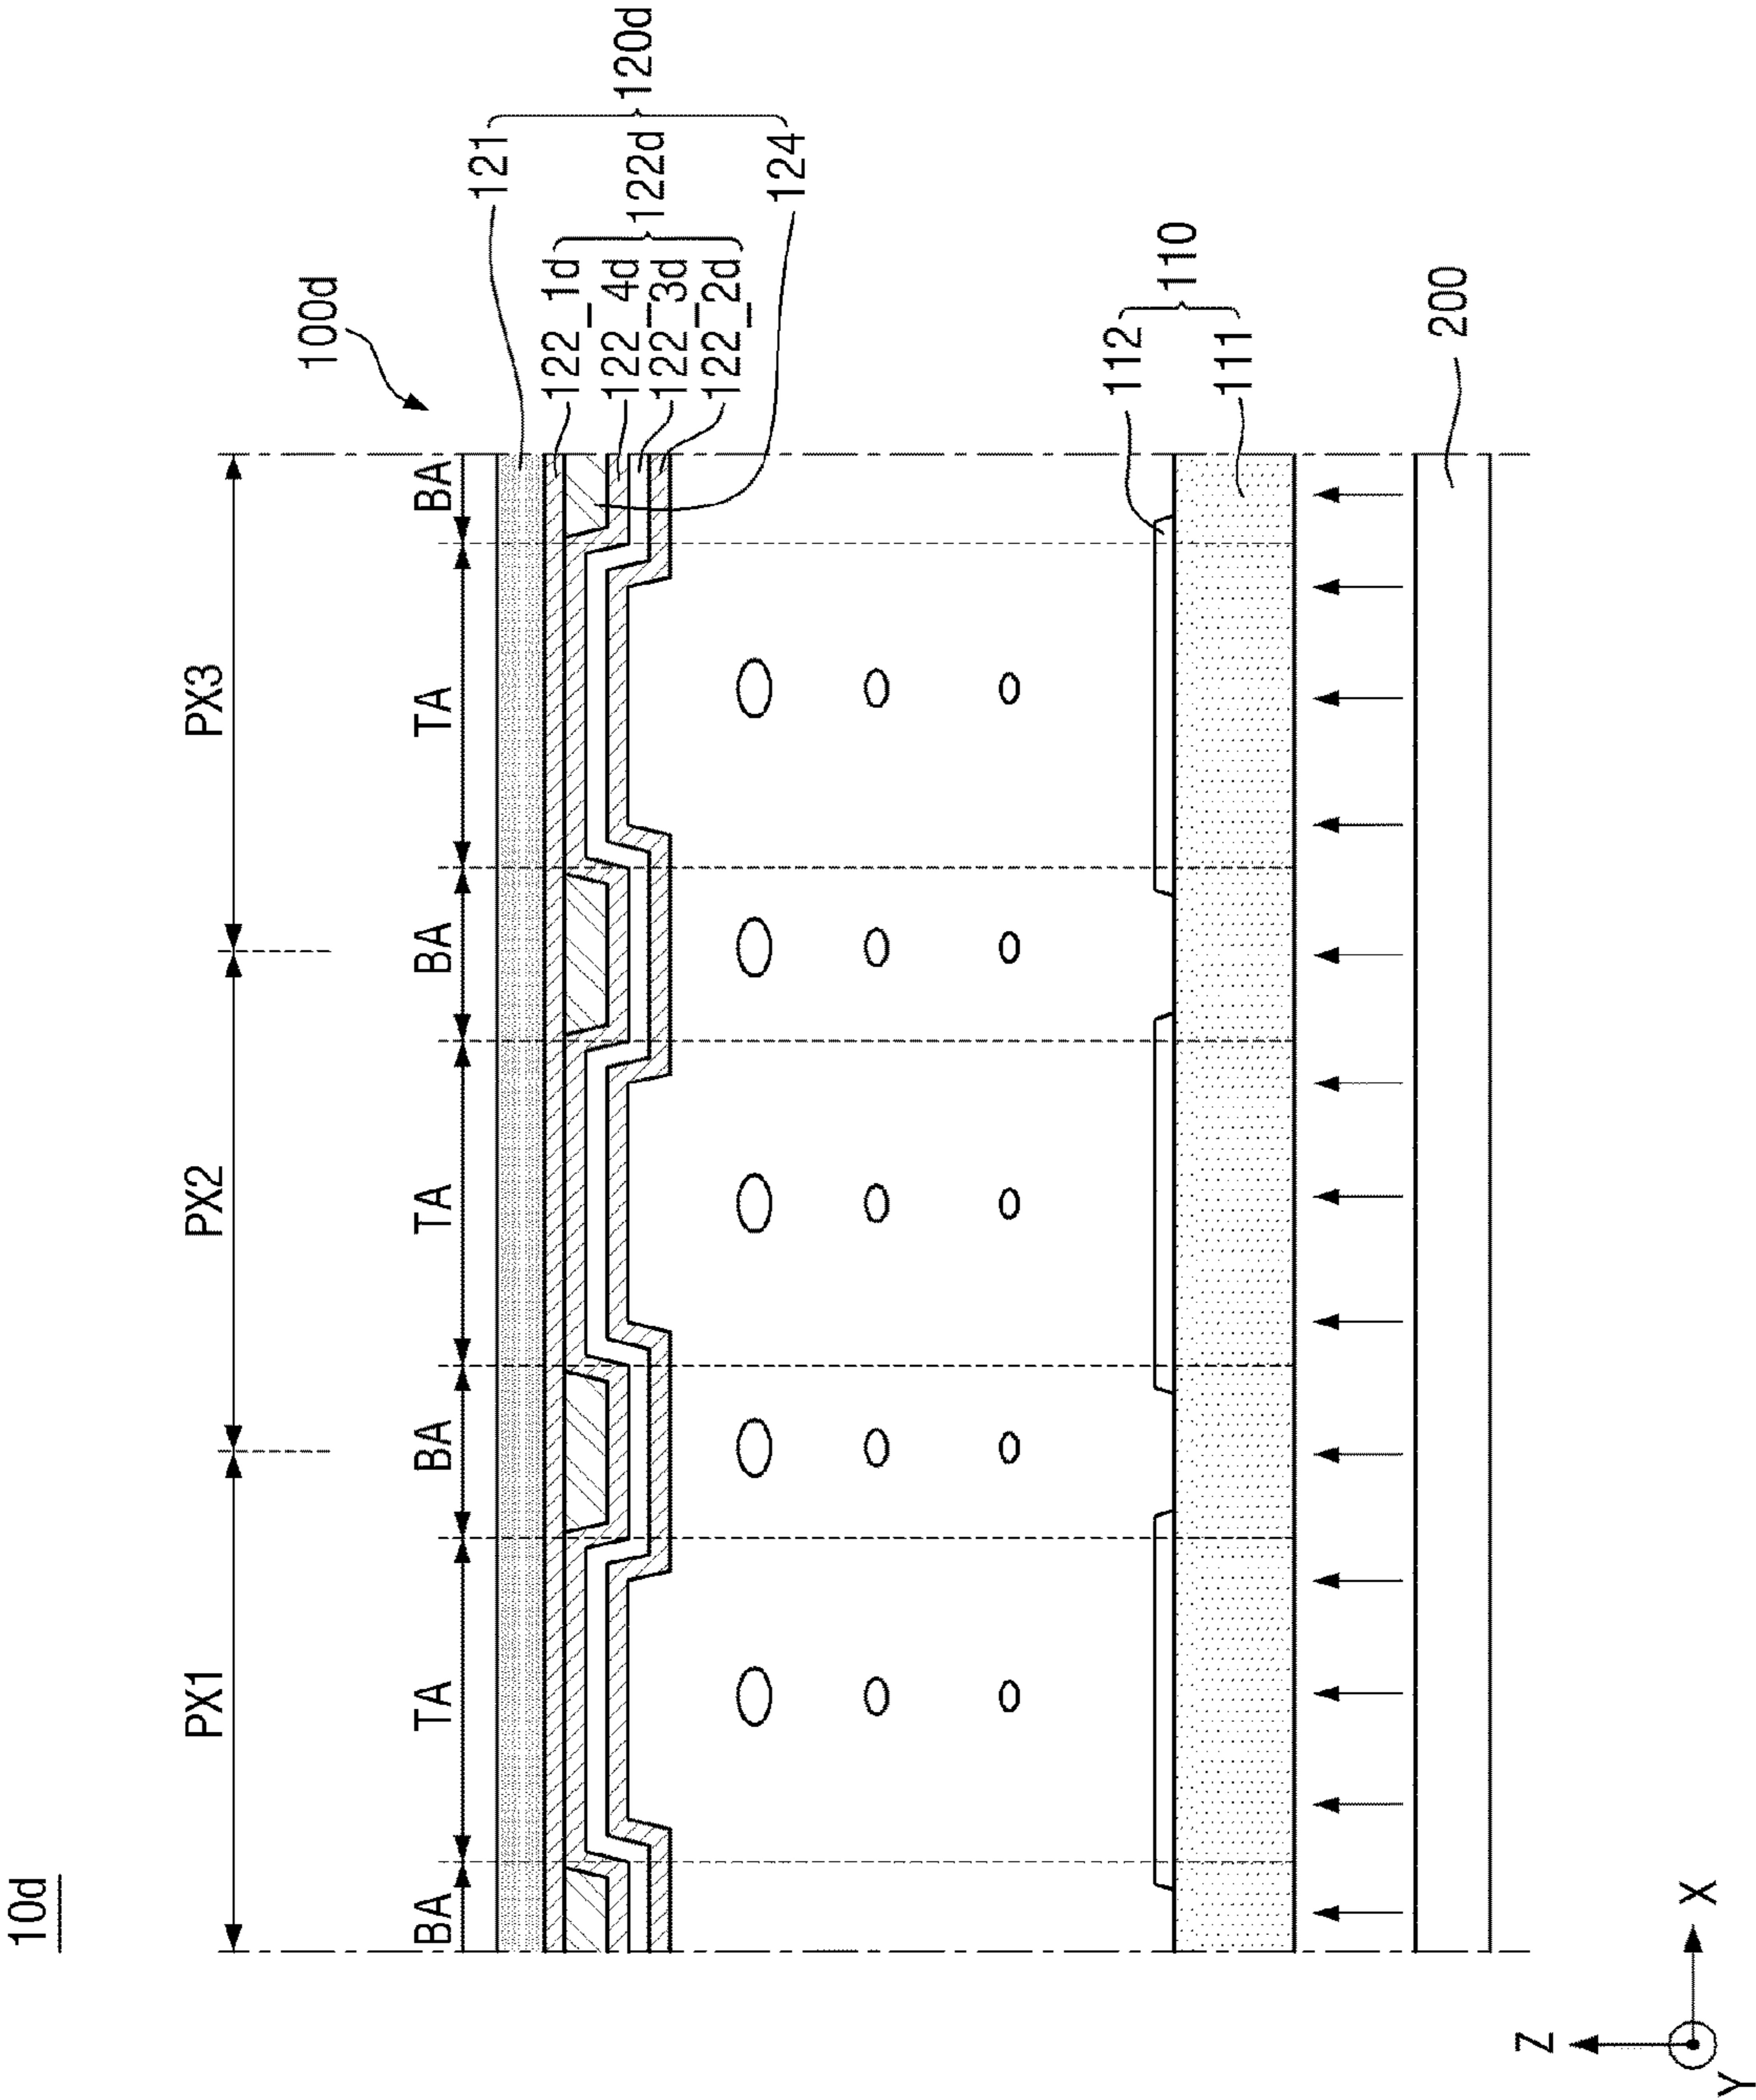 10d
PX1 PX2 PX3
100d
BA TA BA TA BA TA BA
121
122_1d
122_4d
122_3d
122_2d
122d
120d
124
112
111
110
200
Z
X
Y